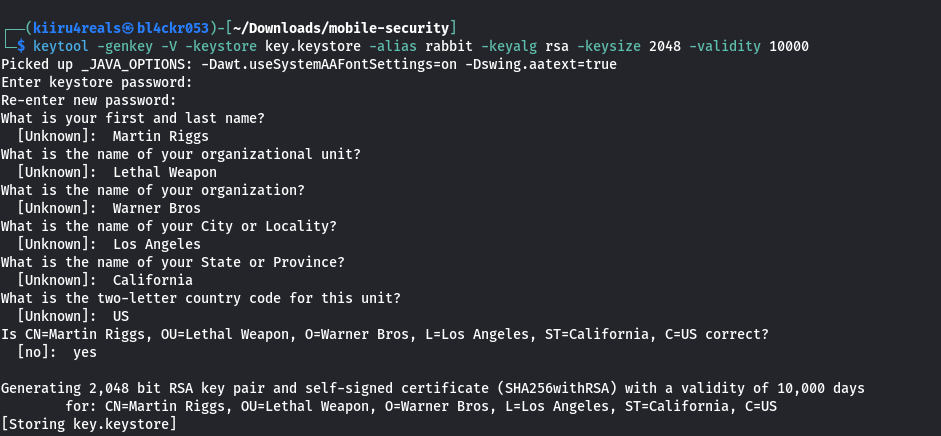 ┌──(kiiru4reals㉿bl4ckr053)-[~/Downloads/mobile-security]
└─$ keytool -genkey -V -keystore key.keystore -alias rabbit -keyalg rsa -keysize 2048 -validity 10000
Picked up _JAVA_OPTIONS: -Dawt.useSystemAAFontSettings=on -Dswing.aatext=true
Enter keystore password:
Re-enter new password:
What is your first and last name?
  [Unknown]:  Martin Riggs
What is the name of your organizational unit?
  [Unknown]:  Lethal Weapon
What is the name of your organization?
  [Unknown]:  Warner Bros
What is the name of your City or Locality?
  [Unknown]:  Los Angeles
What is the name of your State or Province?
  [Unknown]:  California
What is the two-letter country code for this unit?
  [Unknown]:  US
Is CN=Martin Riggs, OU=Lethal Weapon, O=Warner Bros, L=Los Angeles, ST=California, C=US correct?
  [no]:  yes

Generating 2,048 bit RSA key pair and self-signed certificate (SHA256withRSA) with a validity of 10,000 days
        for: CN=Martin Riggs, OU=Lethal Weapon, O=Warner Bros, L=Los Angeles, ST=California, C=US
[Storing key.keystore]